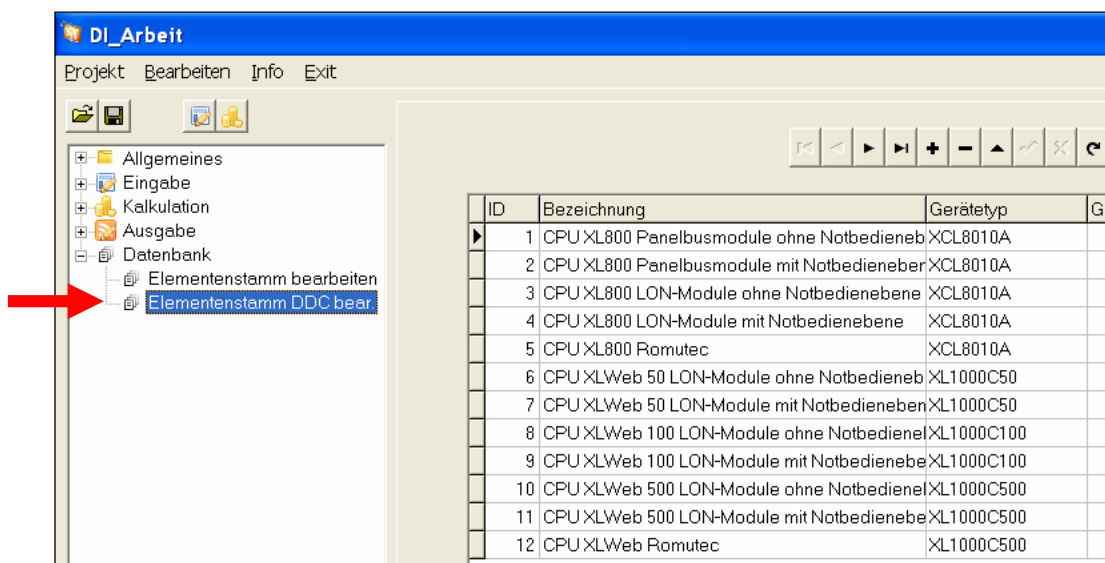 DI_Arbeit
Projekt Bearbeiten Info Exit
Allgemeines
Eingabe
Kalkulation
Ausgabe
Datenbank
Elementenstamm bearbeiten
Elementenstamm DDC bear.
ID Bezeichnung Gerätetyp G
1 CPU XL800 Panelbusmodule ohne Notbedieneb XCL8010A
2 CPU XL800 Panelbusmodule mit Notbedieneber XCL8010A
3 CPU XL800 LON-Module ohne Notbedienebene XCL8010A
4 CPU XL800 LON-Module mit Notbedienebene XCL8010A
5 CPU XL800 Romutec XCL8010A
6 CPU XLWeb 50 LON-Module ohne Notbedieneb XL1000C50
7 CPU XLWeb 50 LON-Module mit Notbedieneben XL1000C50
8 CPU XLWeb 100 LON-Module ohne Notbedienel XL1000C100
9 CPU XLWeb 100 LON-Module mit Notbedienebe XL1000C100
10 CPU XLWeb 500 LON-Module ohne Notbedienel XL1000C500
11 CPU XLWeb 500 LON-Module mit Notbedienebe XL1000C500
12 CPU XLWeb Romutec XL1000C500